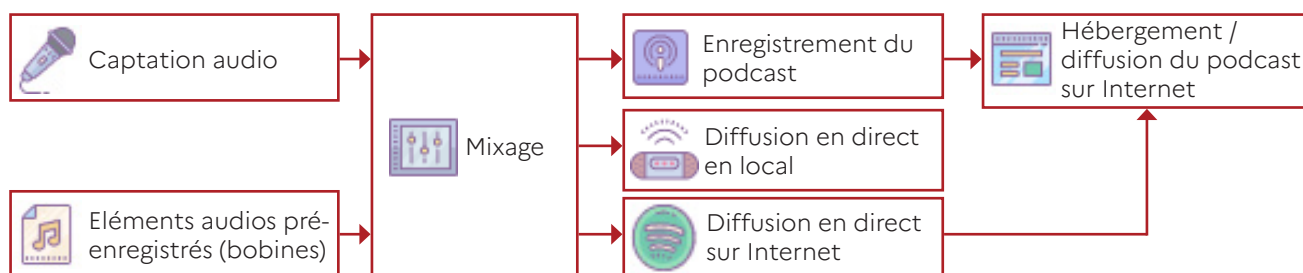 Captation audio
Eléments audios pré-
enregistrés (bobines)
Mixage
Enregistrement du
podcast
Diffusion en direct
en local
Diffusion en direct
sur Internet
Hébergement /
diffusion du podcast
sur Internet